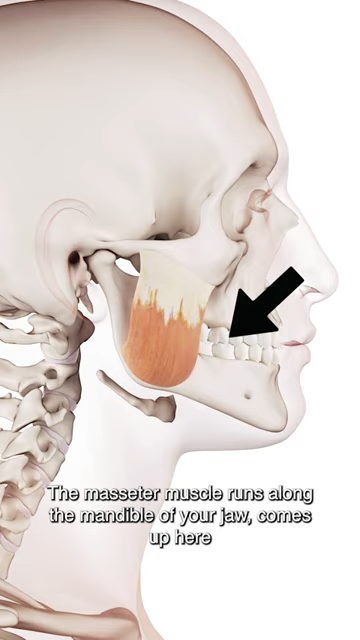 The masseter muscle runs along
the mandible of your jaw, comes
up here